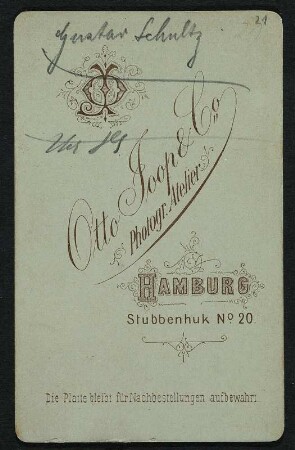 Gustav Schultz
21
Otto Joop & Co
Photogr. Atelier
HAMBURG
Stubbenhuk No 20.
Die Platte bleibt für Nachbestellungen aufbewahrt